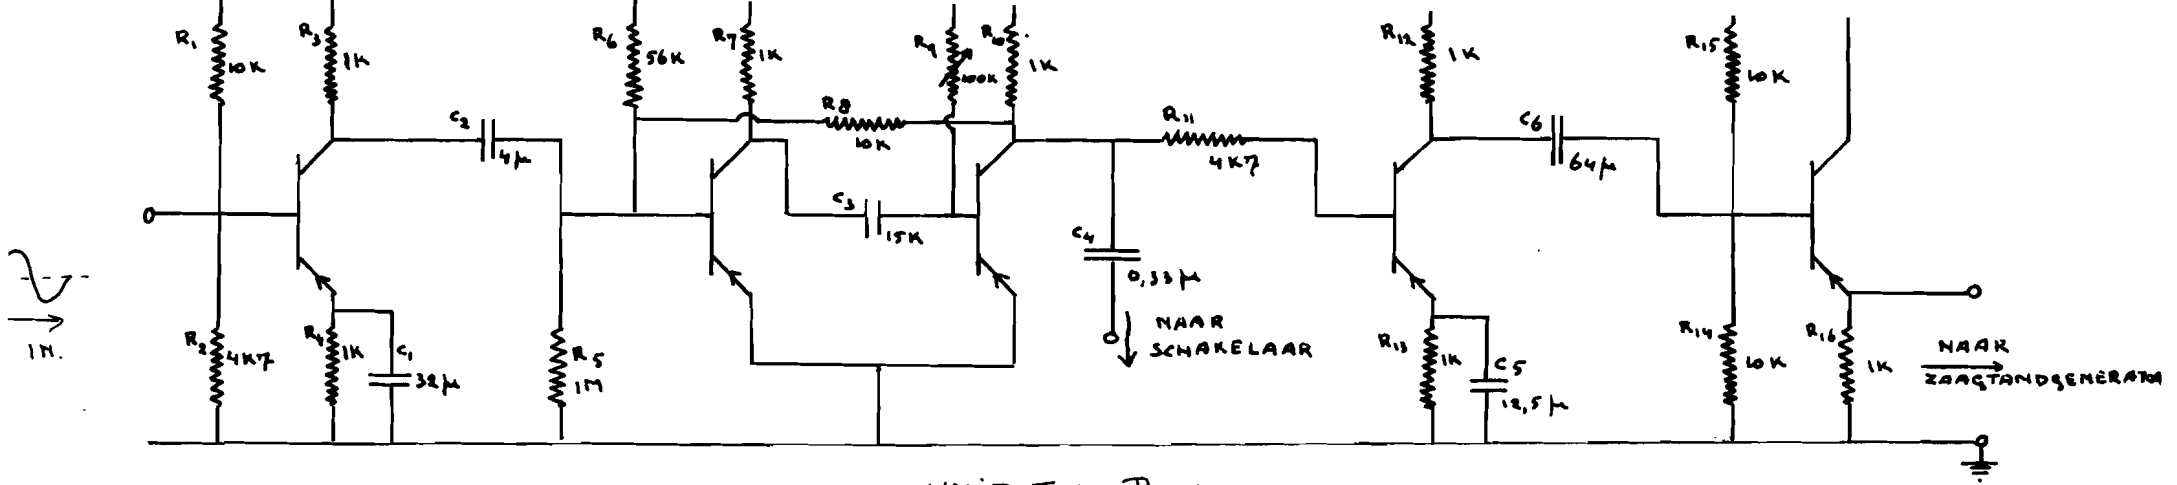 R1
10K
R3
1K
R6
56K
R7
1K
R9
100K
R10
1K
R12
1K
R15
10K
C2
4μ
R8
10K
R11
4K7
C6
64μ
C3
15K
C4
0,33μ
NAAR
SCHAKELAAR
IN.
R2
4K7
R4
1K
C1
32μ
R5
1M
R13
1K
C5
12,5μ
R14
10K
R16
1K
NAAR
ZAAGTANDGENERATOR